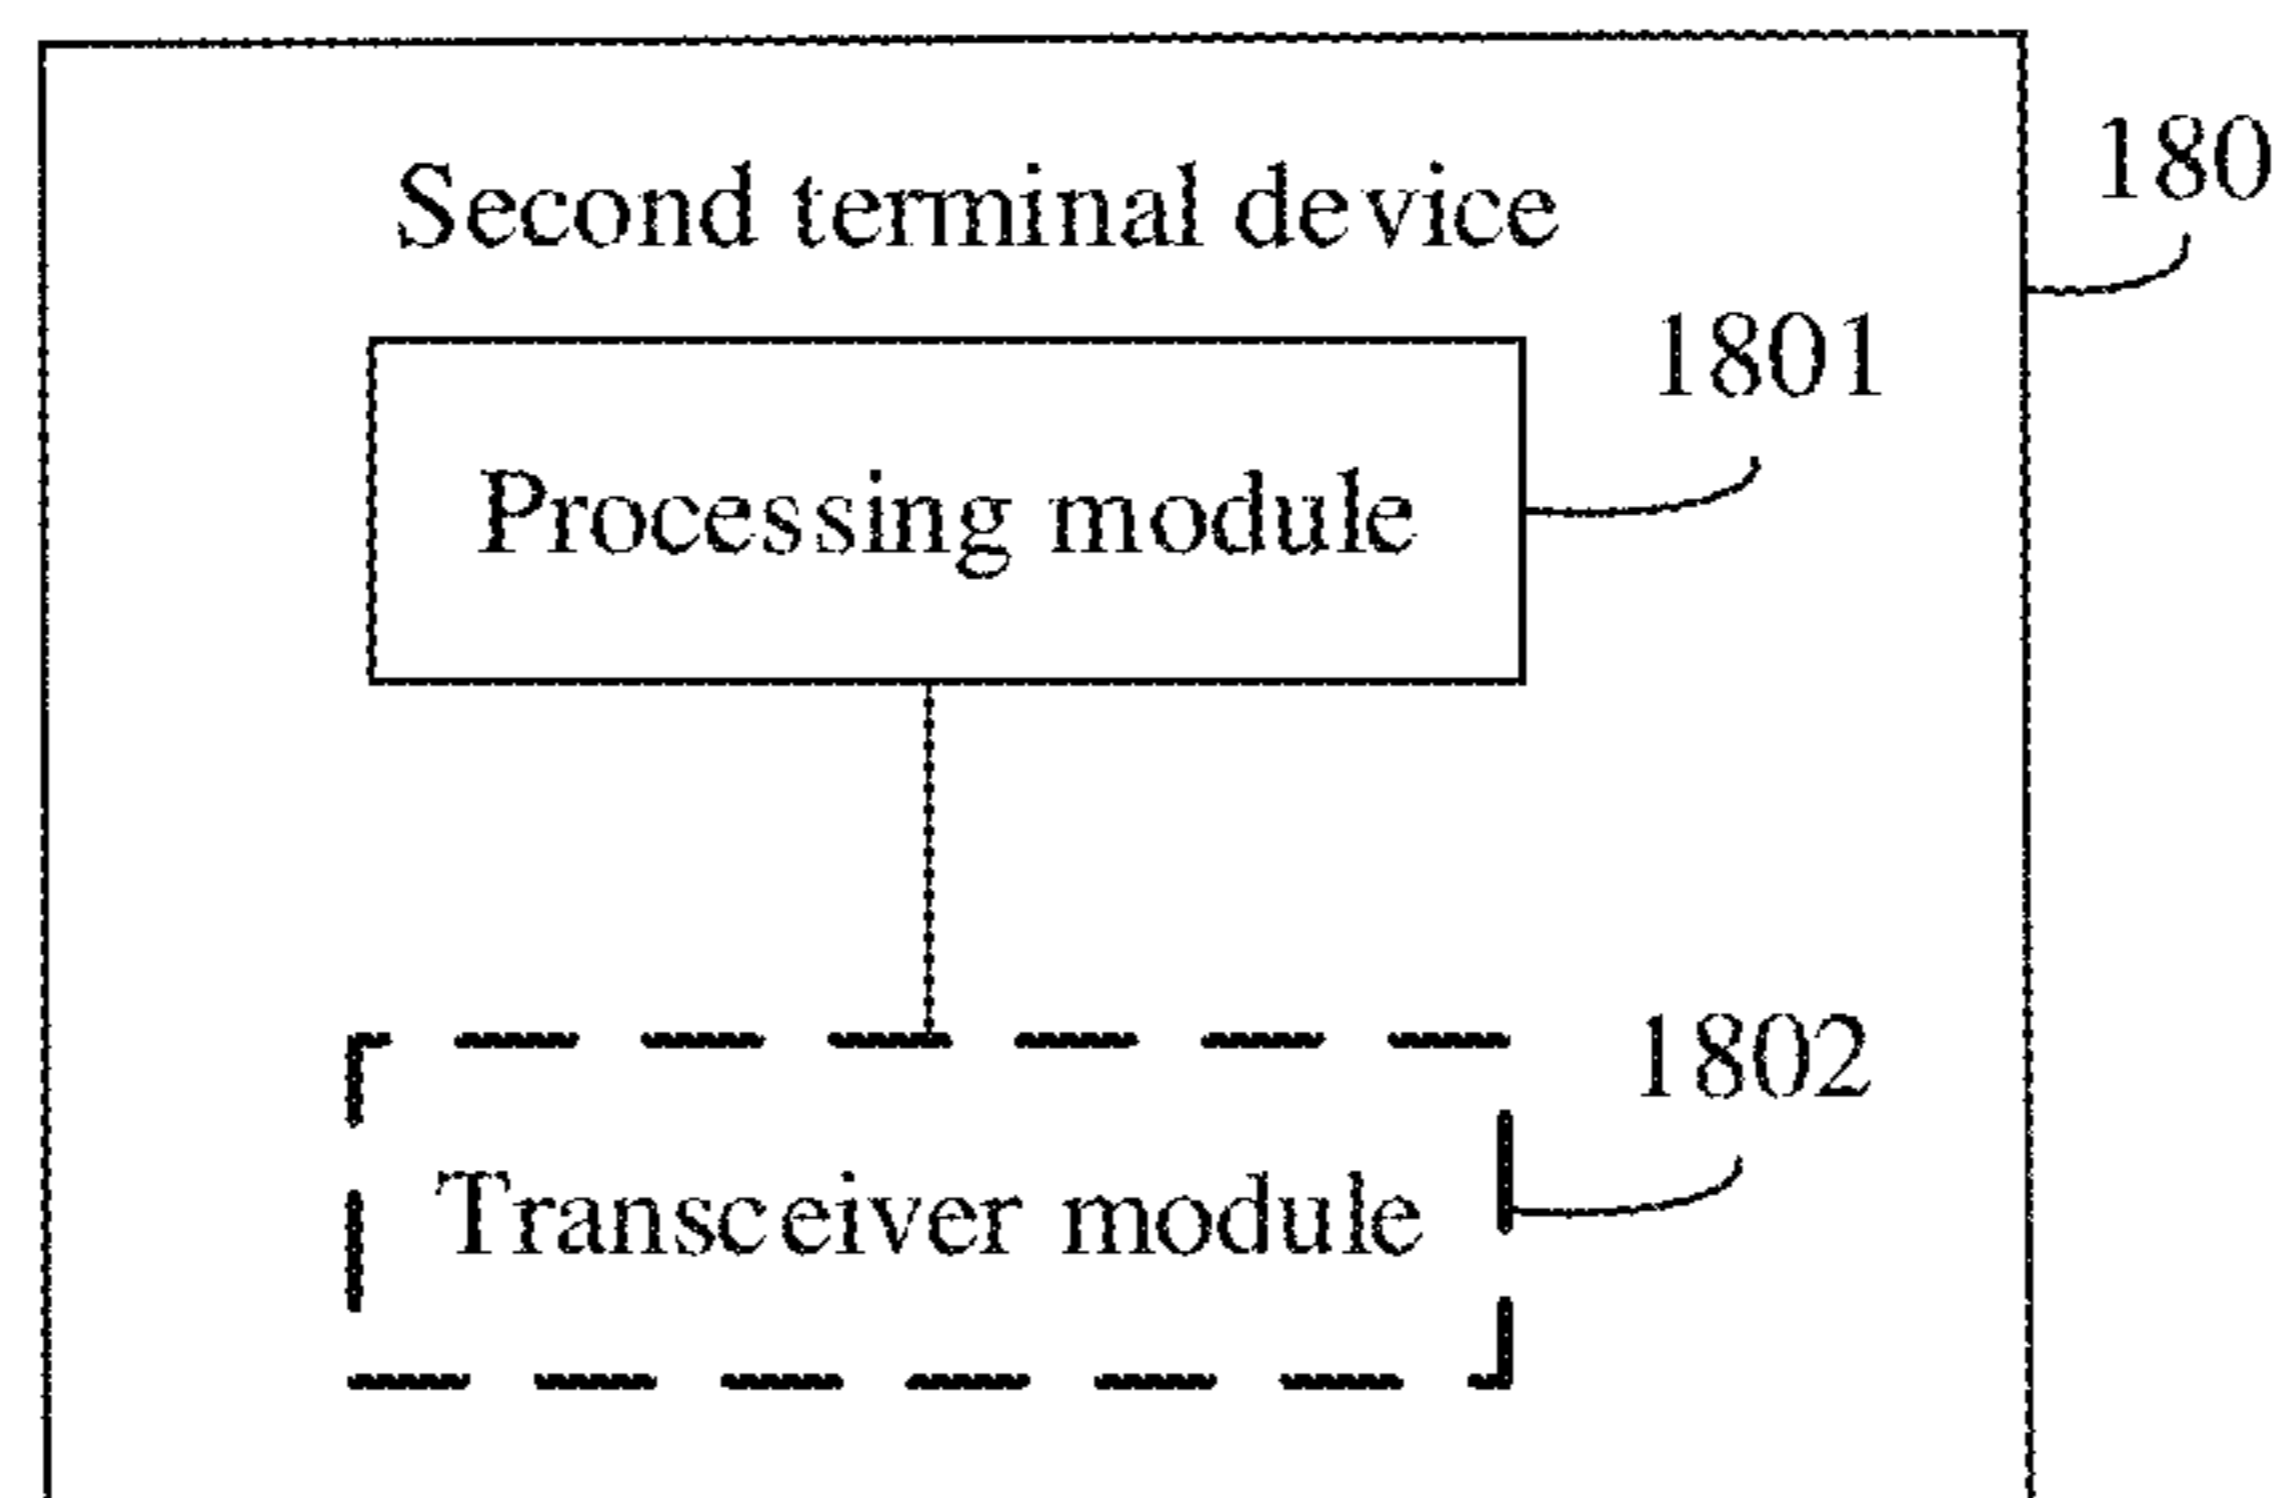 180
Second terminal device
1801
Processing module
1802
Transceiver module